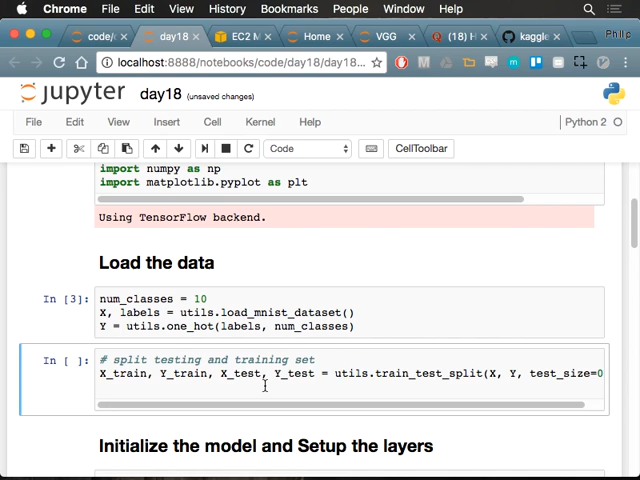 Chrome File Edit View History Bookmarks People Window Help
code/ day18 EC2 M Home VGG (18) H kaggle Philip
localhost:8888/notebooks/code/day18/day18...
jupyter day18 (unsaved changes)
File Edit View Insert Cell Kernel Help Python 2
Code CellToolbar
import numpy as np
import matplotlib.pyplot as plt
Using TensorFlow backend.
Load the data
In [3]: num_classes = 10
X, labels = utils.load_mnist_dataset()
Y = utils.one_hot(labels, num_classes)
In [ ]: # split testing and training set
X_train, Y_train, X_test, Y_test = utils.train_test_split(X, Y, test_size=0
Initialize the model and Setup the layers